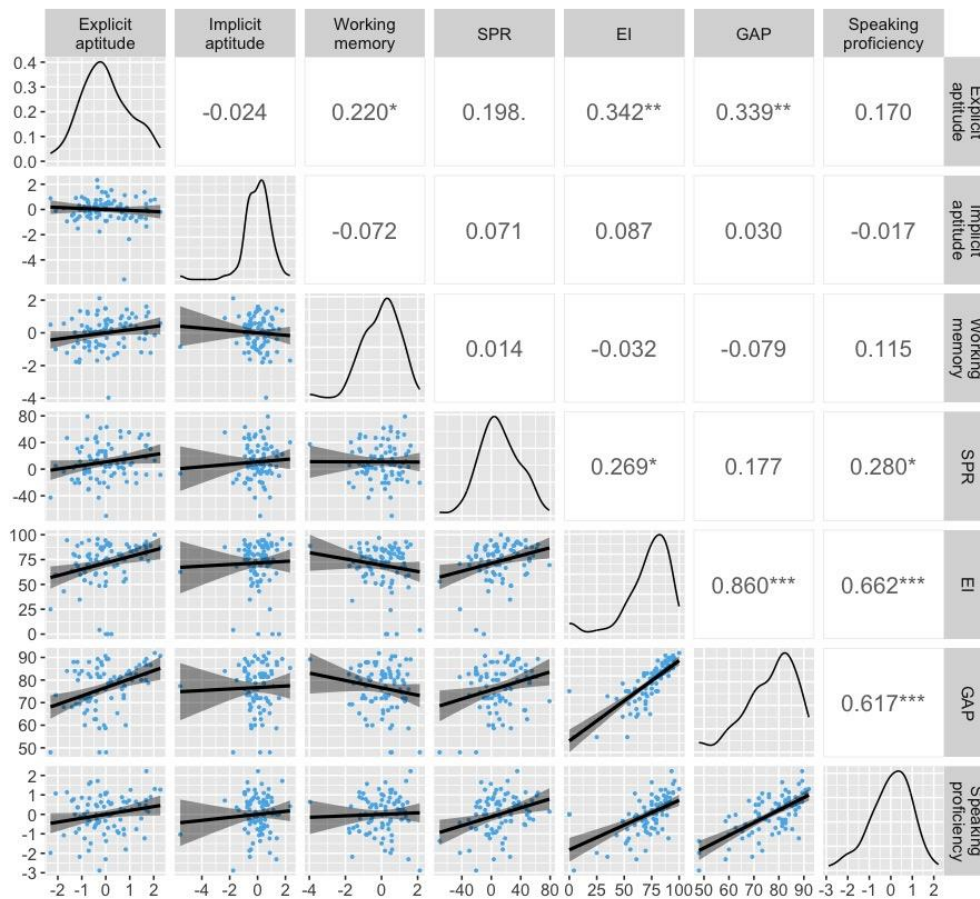 Explicit aptitude Implicit aptitude Working memory SPR EI GAP Speaking proficiency
0.4
0.3
0.2
0.1
0.0
-0.024 0.220* 0.198. 0.342** 0.339** 0.170
Explicit aptitude
2
0
-2
-4
-0.072 0.071 0.087 0.030 -0.017
Implicit aptitude
2
0
-2
-4
0.014 -0.032 -0.079 0.115
Working memory
80
40
0
-40
0.269* 0.177 0.280*
SPR
100
75
50
25
0
0.860*** 0.662***
EI
90
80
70
60
50
0.617***
GAP
2
1
0
-1
-2
-3
Speaking proficiency
-2 -1 0 1 2 -4 -2 0 2 -4 -2 0 2 -40 0 40 80 0 25 50 75 100 50 60 70 80 90 -3 -2 -1 0 1 2